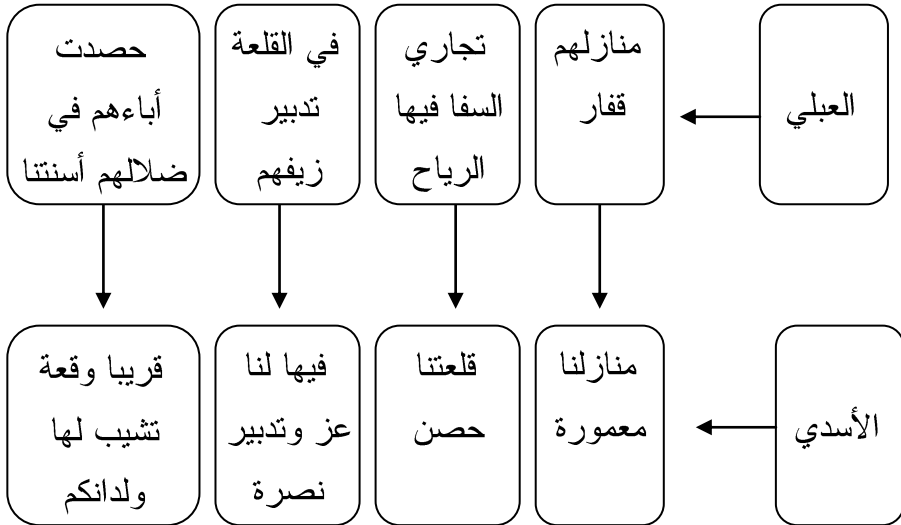 العبلي
منازلهم
قفار
تجاري
السفا فيها
الرياح
في القلعة
تدبير
زيفهم
حصدت
أباءهم في
ضلالهم أسنتنا
الأسدي
منازلنا
معمورة
قلعتنا
حصن
فيها لنا
عز وتدبير
نصرة
قريبا وقعة
تشيب لها
ولدانكم